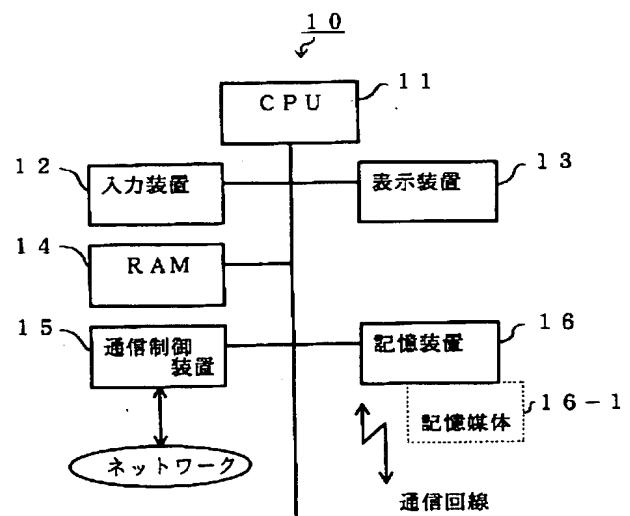 １０
CPU
１１
１２
入力装置
表示装置
１３
１４
RAM
１５
通信制御
装置
記憶装置
１６
記憶媒体
１６-１
ネットワーク
通信回線